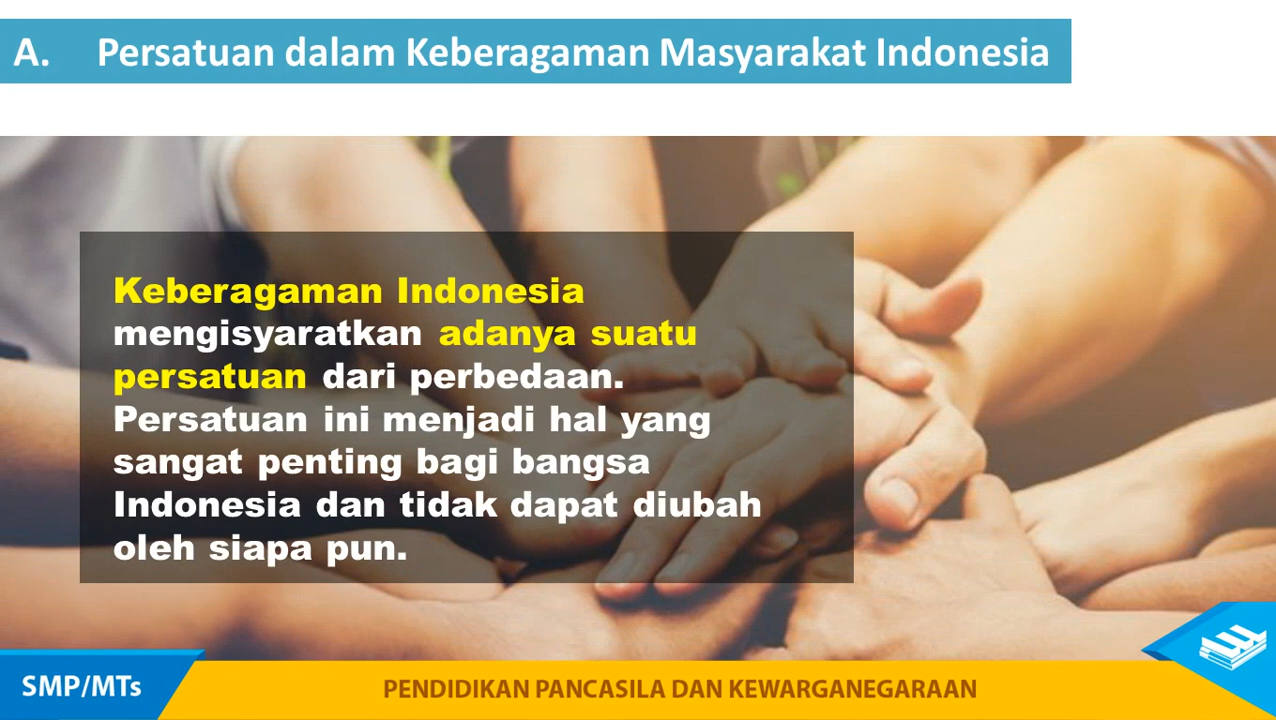 A. Persatuan dalam Keberagaman Masyarakat Indonesia
Keberagaman Indonesia
mengisyaratkan adanya suatu
persatuan dari perbedaan.
Persatuan ini menjadi hal yang
sangat penting bagi bangsa
Indonesia dan tidak dapat diubah
oleh siapa pun.
SMP/MTs
PENDIDIKAN PANCASILA DAN KEWARGANEGARAAN